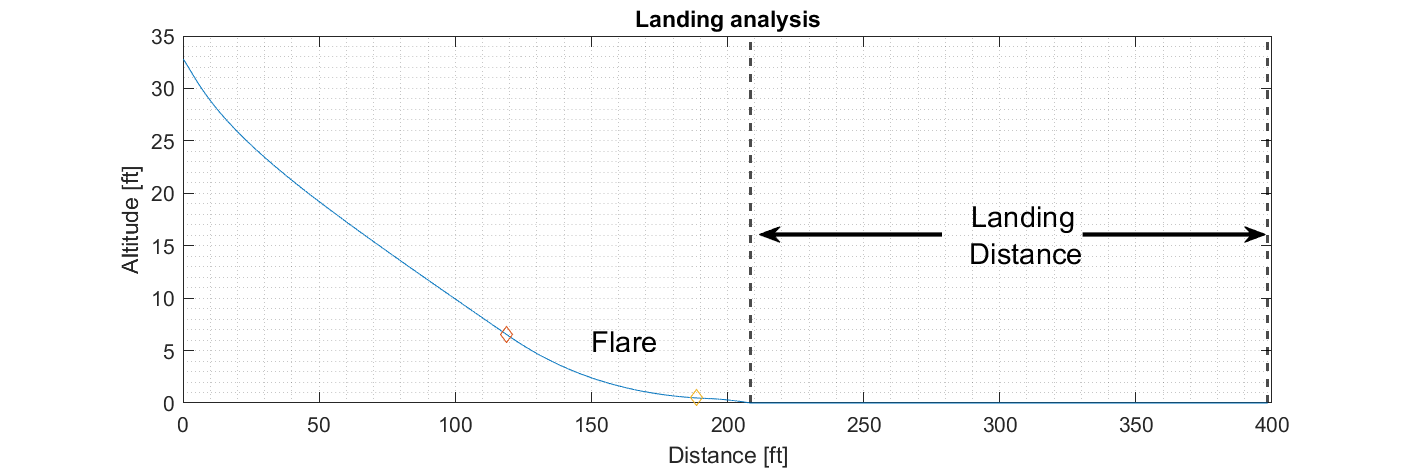 Landing analysis
35
30
25
20
15
10
5
0
Altitude [ft]
Landing
Distance
Flare
0 50 100 150 200 250 300 350 400
Distance [ft]